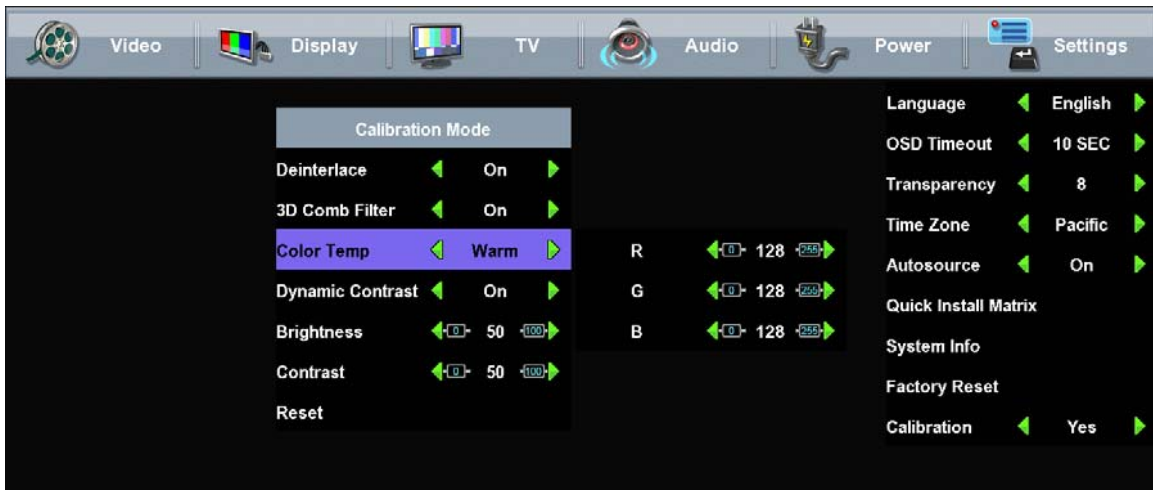 Video Display TV Audio Power Settings
Calibration Mode
Deinterlace On
3D Comb Filter On
Color Temp Warm
Dynamic Contrast On
Brightness 0 50 100
Contrast 0 50 100
Reset
R 0 128 255
G 0 128 255
B 0 128 255
Language English
OSD Timeout 10 SEC
Transparency 8
Time Zone Pacific
Autosource On
Quick Install Matrix
System Info
Factory Reset
Calibration Yes